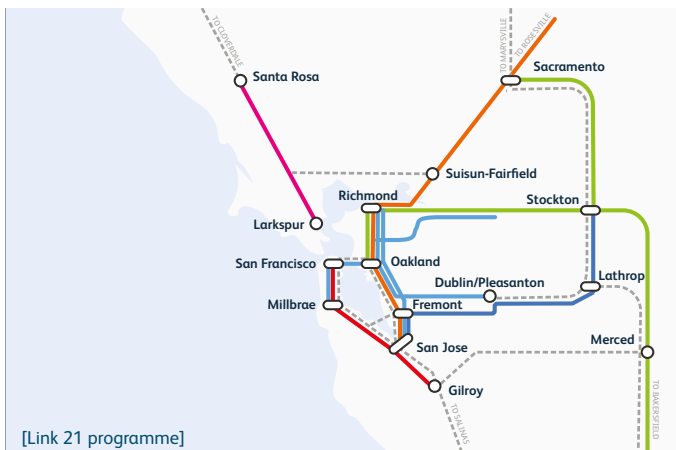 TO CLOVERDALE
TO MARYSVILLE
TO ROSESVILLE
Sacramento
Santa Rosa
Suisun-Fairfield
Richmond
Stockton
Larkspur
San Francisco
Oakland
Dublin/Pleasanton
Lathrop
Millbrae
Fremont
San Jose
Merced
Gilroy
TO SALINAS
TO BAKERSFIELD
[Link 21 programme]